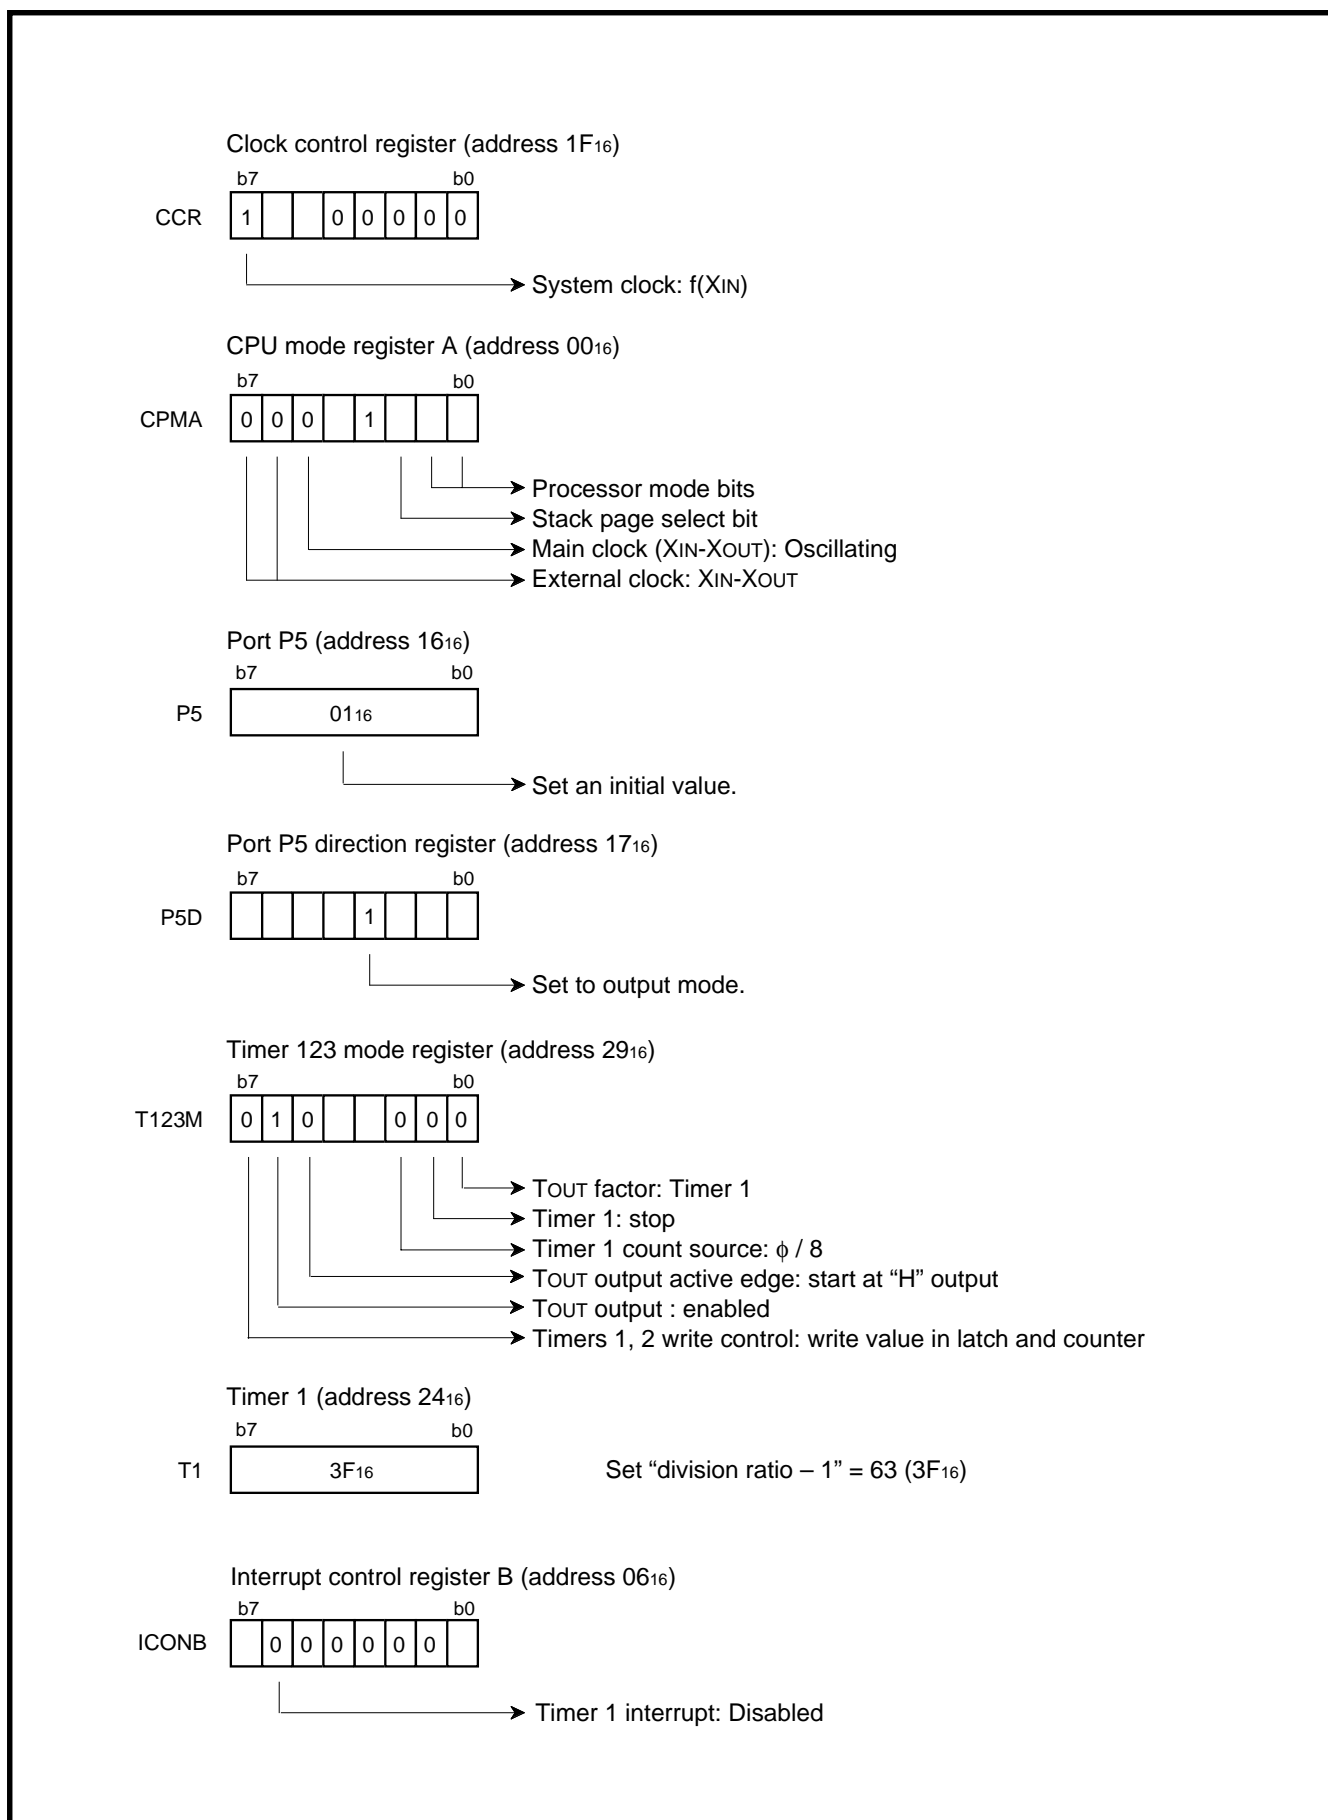 Clock control register (address 1F16)
b7 b0
CCR 1 0 0 0 0 0
System clock: f(XIN)
CPU mode register A (address 0016)
b7 b0
CPMA 0 0 0 1
Processor mode bits
Stack page select bit
Main clock (XIN-XOUT): Oscillating
External clock: XIN-XOUT
Port P5 (address 1616)
b7 b0
P5 0116
Set an initial value.
Port P5 direction register (address 1716)
b7 b0
P5D 1
Set to output mode.
Timer 123 mode register (address 2916)
b7 b0
T123M 0 1 0 0 0 0
TOUT factor: Timer 1
Timer 1: stop
Timer 1 count source: ϕ / 8
TOUT output active edge: start at “H” output
TOUT output : enabled
Timers 1, 2 write control: write value in latch and counter
Timer 1 (address 2416)
b7 b0
T1 3F16 Set “division ratio – 1” = 63 (3F16)
Interrupt control register B (address 0616)
b7 b0
ICONB 0 0 0 0 0 0
Timer 1 interrupt: Disabled